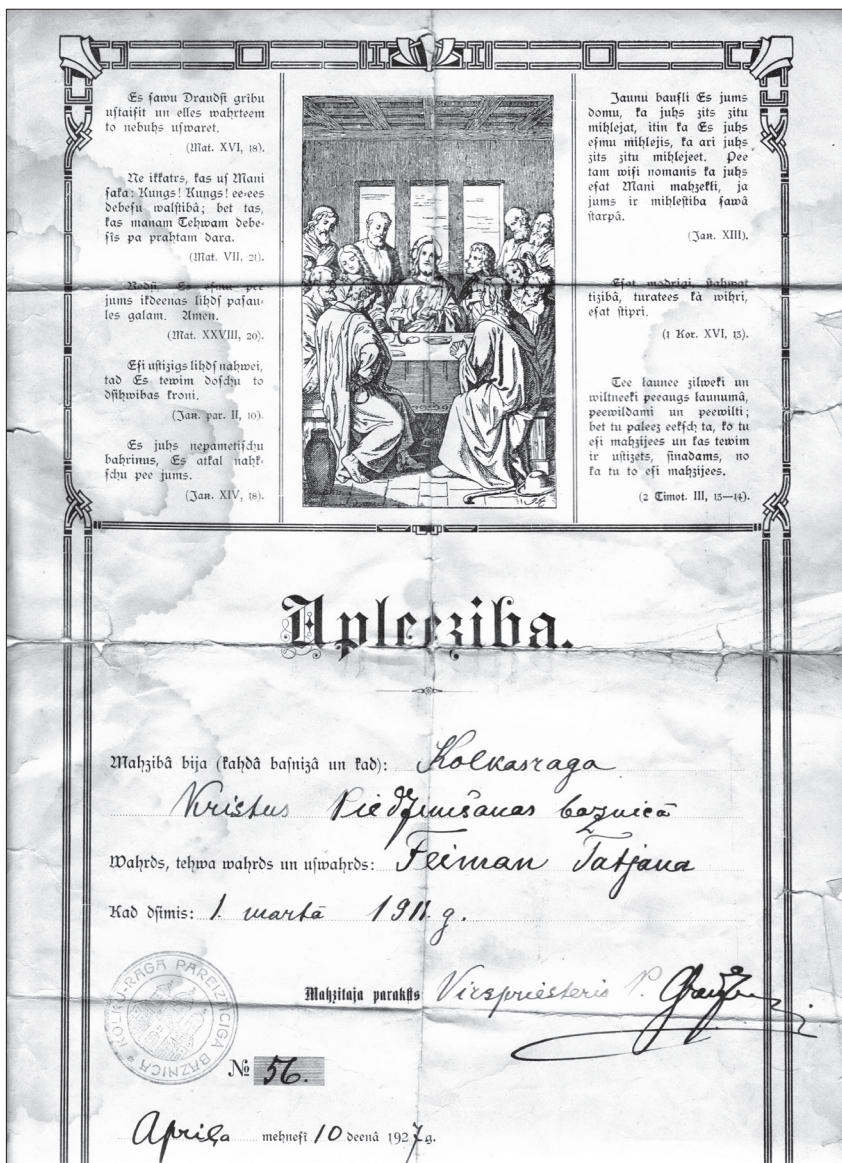 Es ſawu Draudſi gribu
uſtaiſit un elles wahrteem
to nebuhs uſwaret.
(Mat. XVI, 18).
Ne ikkatrs, kas uſ Mani
ſaka: Kungs! Kungs! ee-ees
debeſu walſtibâ; bet tas,
kas manam Tehwam debe-
ſis pa prahtam dara.
(Mat. VII, 21).
Redſi, Es eſmu pee
jums ikdeenas lihdſ paſau-
les galam. Amen.
(Mat. XXVIII, 20).
Eſi uſtizigs lihdſ nahwei,
tad Es tewim doſchu to
dſihwibas kroni.
(Jan. par. II, 10).
Es juhs nepametiſchu
bahrinus, Es atkal nahk-
ſchu pee jums.
(Jan. XIV, 18).
Jaunu bauſli Es jums
domu, ka juhs zits zitu
mihlejat, itin ka Es juhs
eſmu mihlejis, ka ari juhs
zits zitu mihlejeet. Pee
tam wiſi nomanis ka juhs
eſat Mani mahzekli, ja
jums ir mihleſtiba ſawâ
ſtarpâ.
(Jan. XIII).
Eſat modrigi, ſtahwat
tizibâ, turatees kà wihri,
eſat ſtipri.
(1 Kor. XVI, 13).
Tee launee zilweki un
wiltneeki peeaugs launumâ,
peewildami un peewilti;
bet tu paleez eekſch ta, ko tu
eſi mahzijees un kas tewim
ir uſtizets, ſinadams, no
ka tu to eſi mahzijees.
(2 Timot. III, 13—14).
Apleeziba.
Mahzibâ bija (kahdâ baſnizâ un kad): Kolkasraga
Kristus Piedzimšanas baznicā
Wahrds, tehwa wahrds un uſwahrds: Feiman Tatjana
Kad dſimis: 1. martā 1911. g.
KOLKU-RAGA PAREIZTICIGA BAZNICA
Mahzitaja parakſts Virspriesteris P.
№ 56.
Aprīļa mehneſi 10 deenâ 1927 g.